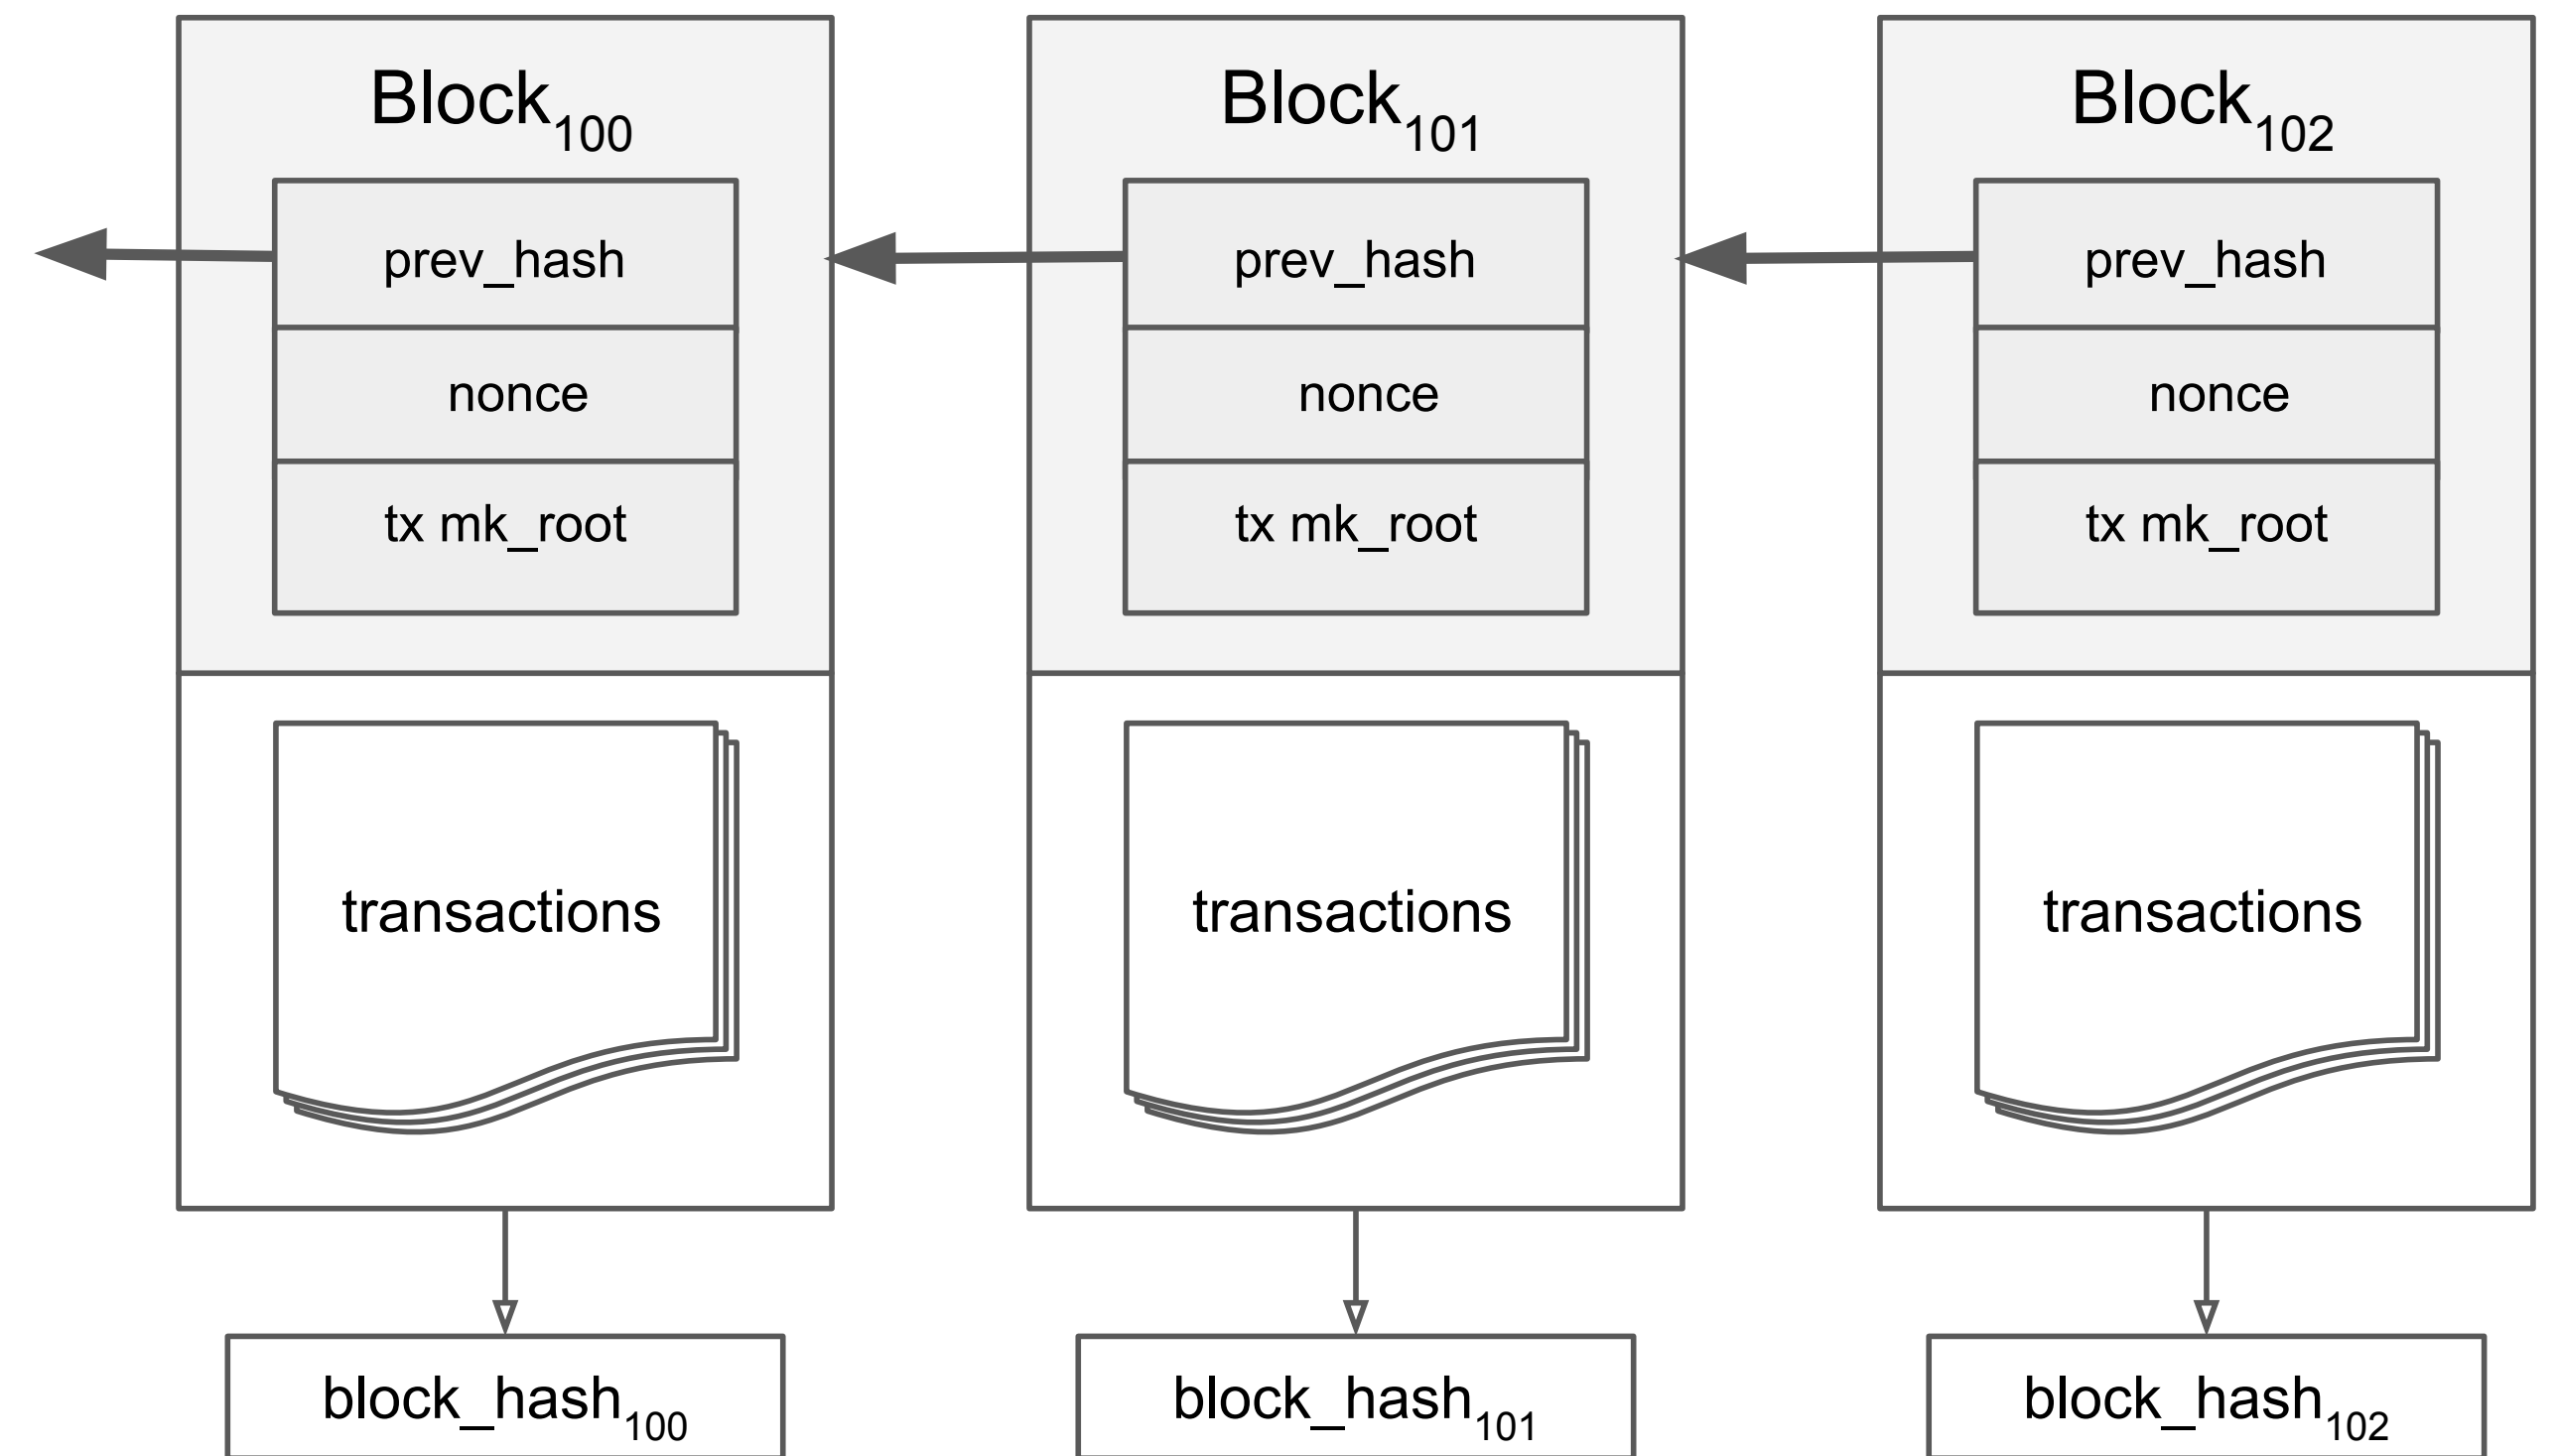 Block100
prev_hash
nonce
tx mk_root
transactions
block_hash100
Block101
prev_hash
nonce
tx mk_root
transactions
block_hash101
Block102
prev_hash
nonce
tx mk_root
transactions
block_hash102